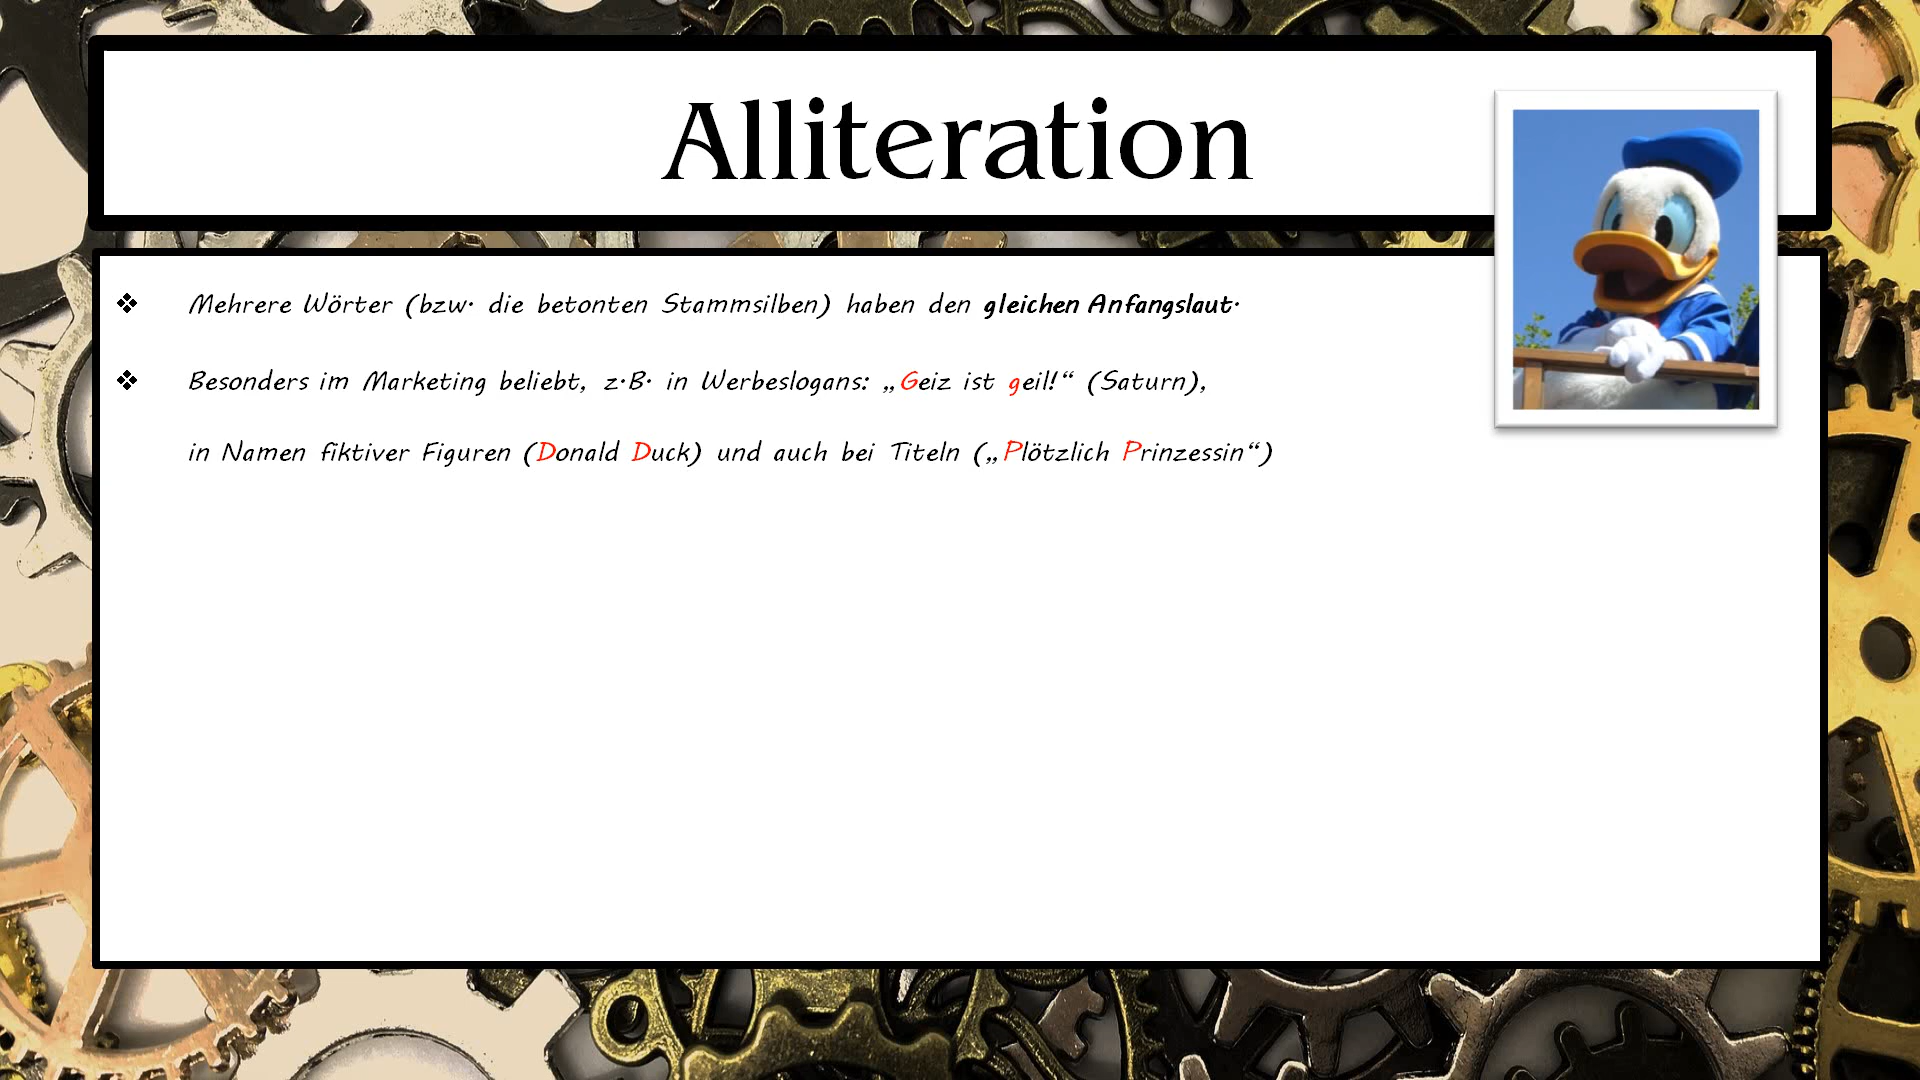 Alliteration
❖ Mehrere Wörter (bzw. die betonten Stammsilben) haben den gleichen Anfangslaut.
❖ Besonders im Marketing beliebt, z.B. in Werbeslogans: „Geiz ist geil!“ (Saturn),
in Namen fiktiver Figuren (Donald Duck) und auch bei Titeln („Plötzlich Prinzessin“)